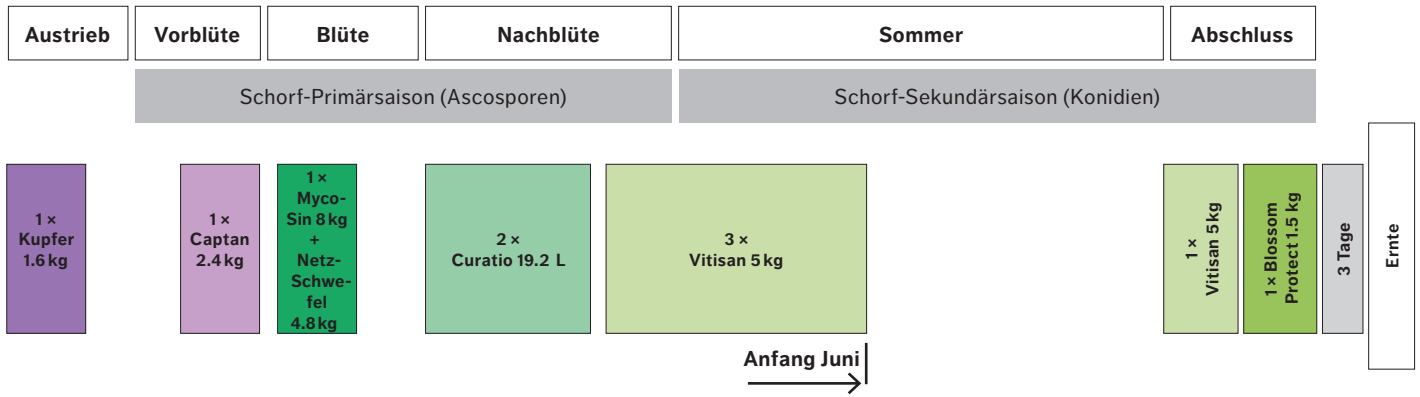 Austrieb
Vorblüte
Blüte
Nachblüte
Sommer
Abschluss
Schorf-Primärsaison (Ascosporen)
Schorf-Sekundärsaison (Konidien)
1 ×
Kupfer
1.6 kg
1 ×
Captan
2.4 kg
1 ×
Myco-
Sin 8 kg
+
Netz-
Schwe-
fel
4.8 kg
2 ×
Curatio 19.2 L
3 ×
Vitisan 5 kg
1 ×
Vitisan 5kg
1 × Blossom
Protect 1.5 kg
3 Tage
Ernte
Anfang Juni